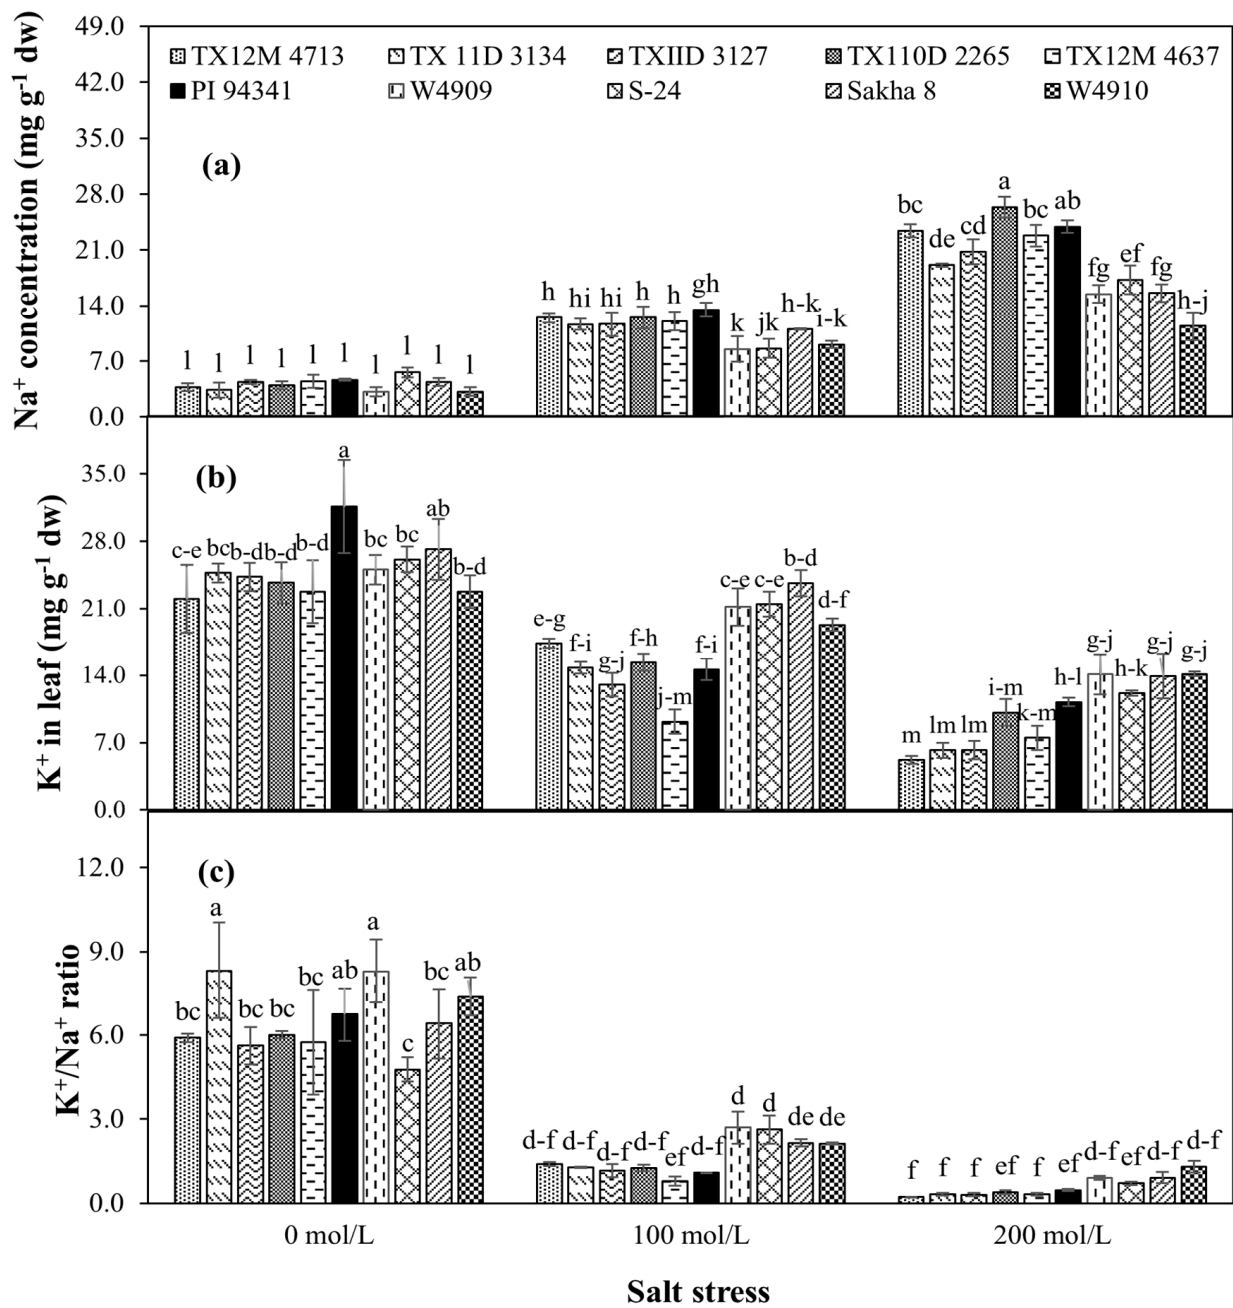 49.0
TX12M 4713 TX 11D 3134 TXIID 3127 TX110D 2265 TX12M 4637
PI 94341 W4909 S-24 Sakha 8 W4910
42.0
35.0
28.0
21.0
14.0
7.0
0.0
Na⁺ concentration (mg g⁻¹ dw)
(a)
l l l l l l l l l l
h hi hi h h gh k jk h-k i-k
bc de cd a bc ab fg ef fg h-j
35.0
28.0
21.0
14.0
7.0
0.0
K⁺ in leaf (mg g⁻¹ dw)
(b)
c-e bc b-d b-d b-d a bc bc ab b-d
e-g f-i g-j f-h j-m f-i c-e c-e b-d d-f
m lm lm i-m k-m h-l g-j h-k g-j g-j
12.0
9.0
6.0
3.0
0.0
K⁺/Na⁺ ratio
(c)
bc a bc bc bc ab a c bc ab
d-f d-f d-f d-f ef d-f d d de de
f f f ef f ef d-f ef d-f d-f
0 mol/L 100 mol/L 200 mol/L
Salt stress